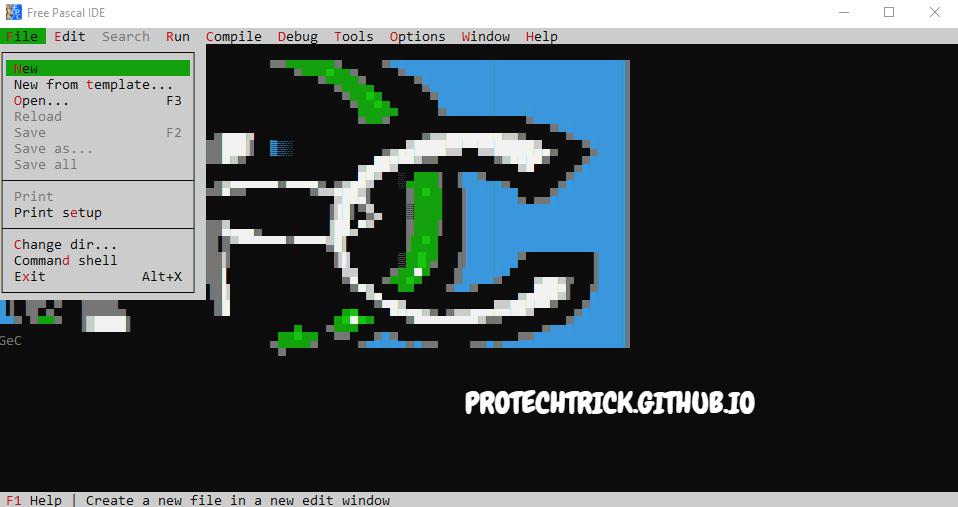 Free Pascal IDE
File Edit Search Run Compile Debug Tools Options Window Help
New
New from template...
Open... F3
Reload
Save F2
Save as...
Save all
Print
Print setup
Change dir...
Command shell
Exit Alt+X
GeC
PROTECHTRICK.GITHUB.IO
F1 Help | Create a new file in a new edit window